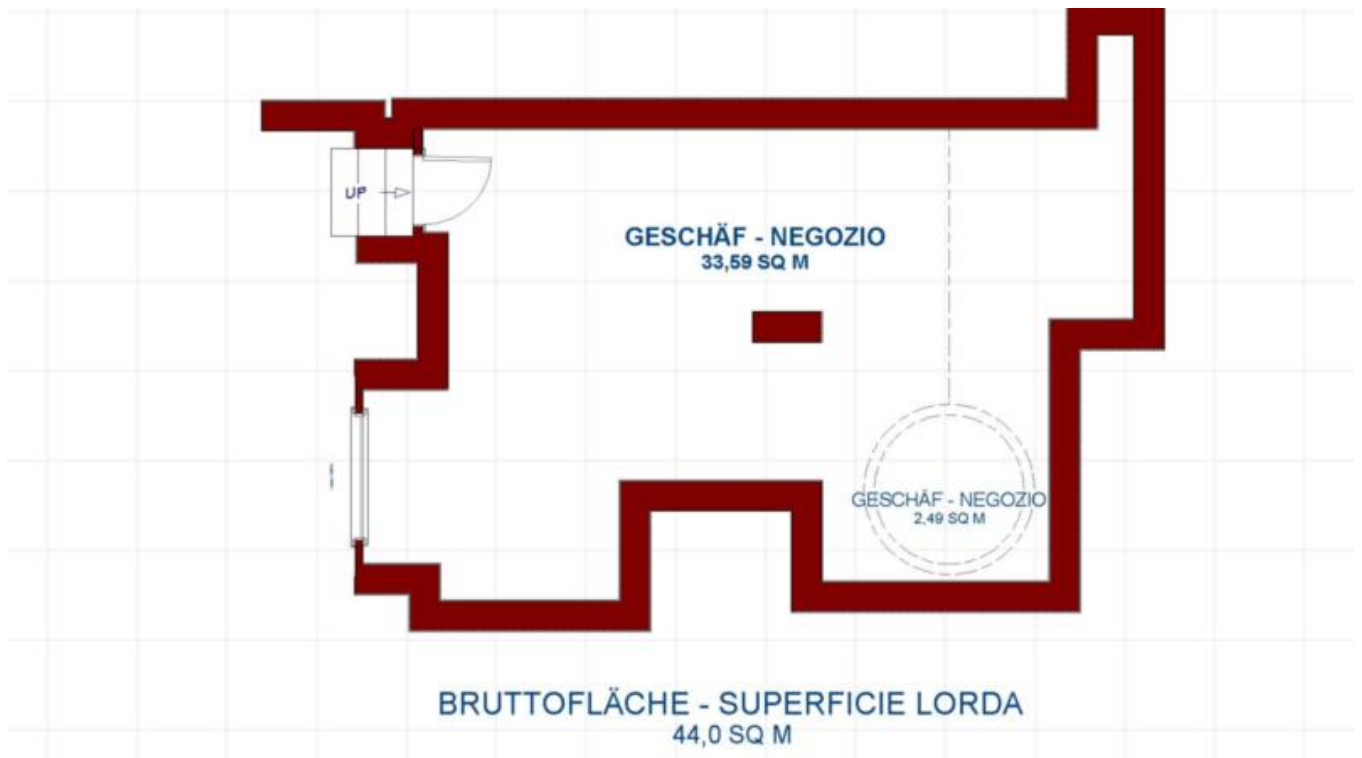 UP
GESCHÄF - NEGOZIO
33,59 SQ M
GESCHÄF - NEGOZIO
2,49 SQ M
BRUTTOFLÄCHE - SUPERFICIE LORDA
44,0 SQ M